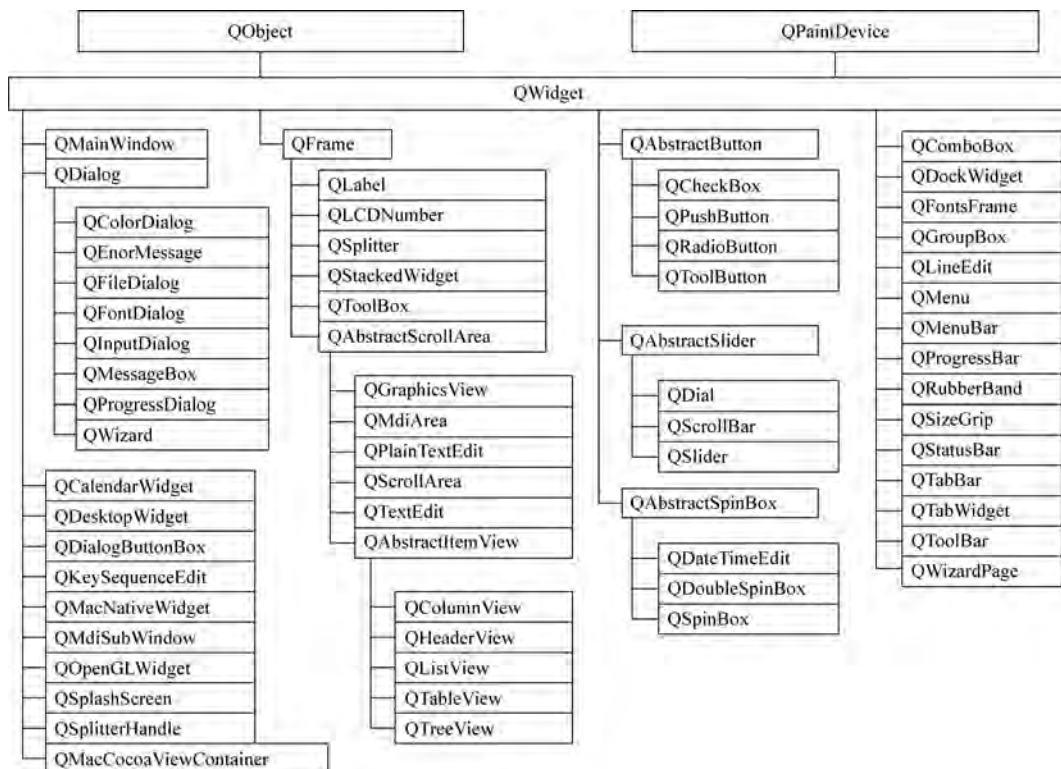 QObject
QPaintDevice
QWidget
QMainWindow
QDialog
QColorDialog
QEnorMessage
QFileDialog
QFontDialog
QInputDialog
QMessageBox
QProgressDialog
QWizard
QCalendarWidget
QDesktopWidget
QDialogButtonBox
QKeySequenceEdit
QMacNativeWidget
QMdiSubWindow
QOpenGLWidget
QSplashScreen
QSplitterHandle
QMacCocoaViewContainer
QFrame
QLabel
QLCDNumber
QSplitter
QStackedWidget
QToolBox
QAbstractScrollArea
QGraphicsView
QMdiArea
QPlainTextEdit
QScrollArea
QTextEdit
QAbstractItemView
QColumnView
QHeaderView
QListView
QTableView
QTreeView
QAbstractButton
QCheckBox
QPushButton
QRadioButton
QToolButton
QAbstractSlider
QDial
QScrollBar
QSlider
QAbstractSpinBox
QDateTimeEdit
QDoubleSpinBox
QSpinBox
QComboBox
QDockWidget
QFontsFrame
QGroupBox
QLineEdit
QMenu
QMenuBar
QProgressBar
QRubberBand
QSizeGrip
QStatusBar
QTabBar
QTabWidget
QToolBar
QWizardPage